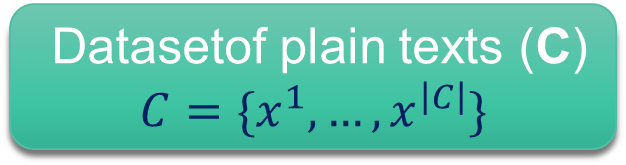 Datasetof plain texts (C)
C = {x¹, … , x|C|}